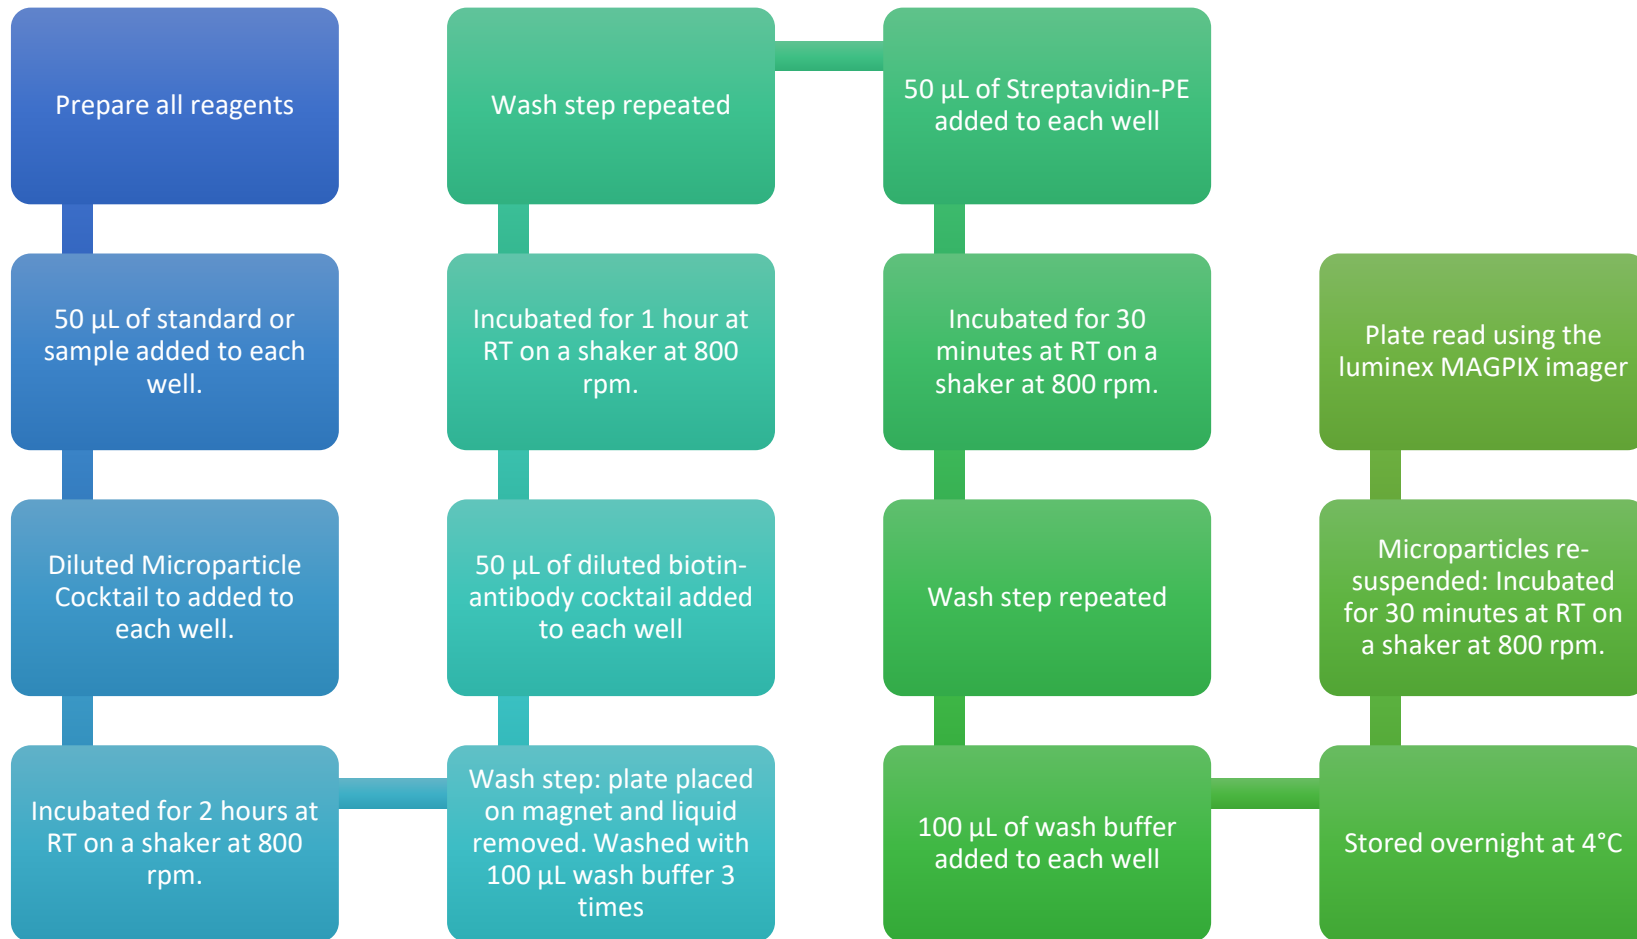 Prepare all reagents
50 µL of standard or
sample added to each
well.
Diluted Microparticle
Cocktail to added to
each well.
Incubated for 2 hours at
RT on a shaker at 800
rpm.
Wash step: plate placed
on magnet and liquid
removed. Washed with
100 µL wash buffer 3
times
50 µL of diluted biotin-
antibody cocktail added
to each well
Incubated for 1 hour at
RT on a shaker at 800
rpm.
Wash step repeated
50 µL of Streptavidin-PE
added to each well
Incubated for 30
minutes at RT on a
shaker at 800 rpm.
Wash step repeated
100 µL of wash buffer
added to each well
Stored overnight at 4°C
Microparticles re-
suspended: Incubated
for 30 minutes at RT on
a shaker at 800 rpm.
Plate read using the
luminex MAGPIX imager